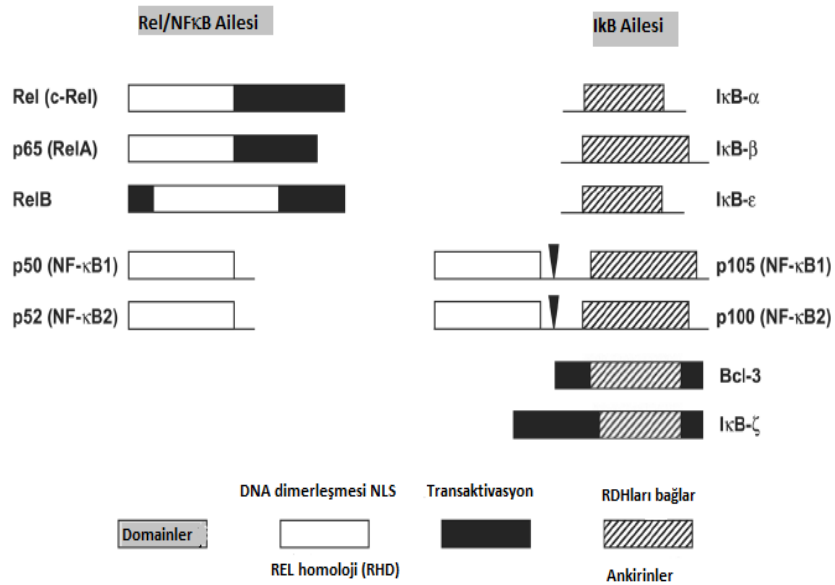 Rel/NFκB Ailesi
IkB Ailesi
Rel (c-Rel)
IκB-α
p65 (RelA)
IκB-β
RelB
IκB-ε
p50 (NF-κB1)
p105 (NF-κB1)
p52 (NF-κB2)
p100 (NF-κB2)
Bcl-3
IκB-ζ
DNA dimerleşmesi NLS
Transaktivasyon
RDHları bağlar
Domainler
REL homoloji (RHD)
Ankirinler